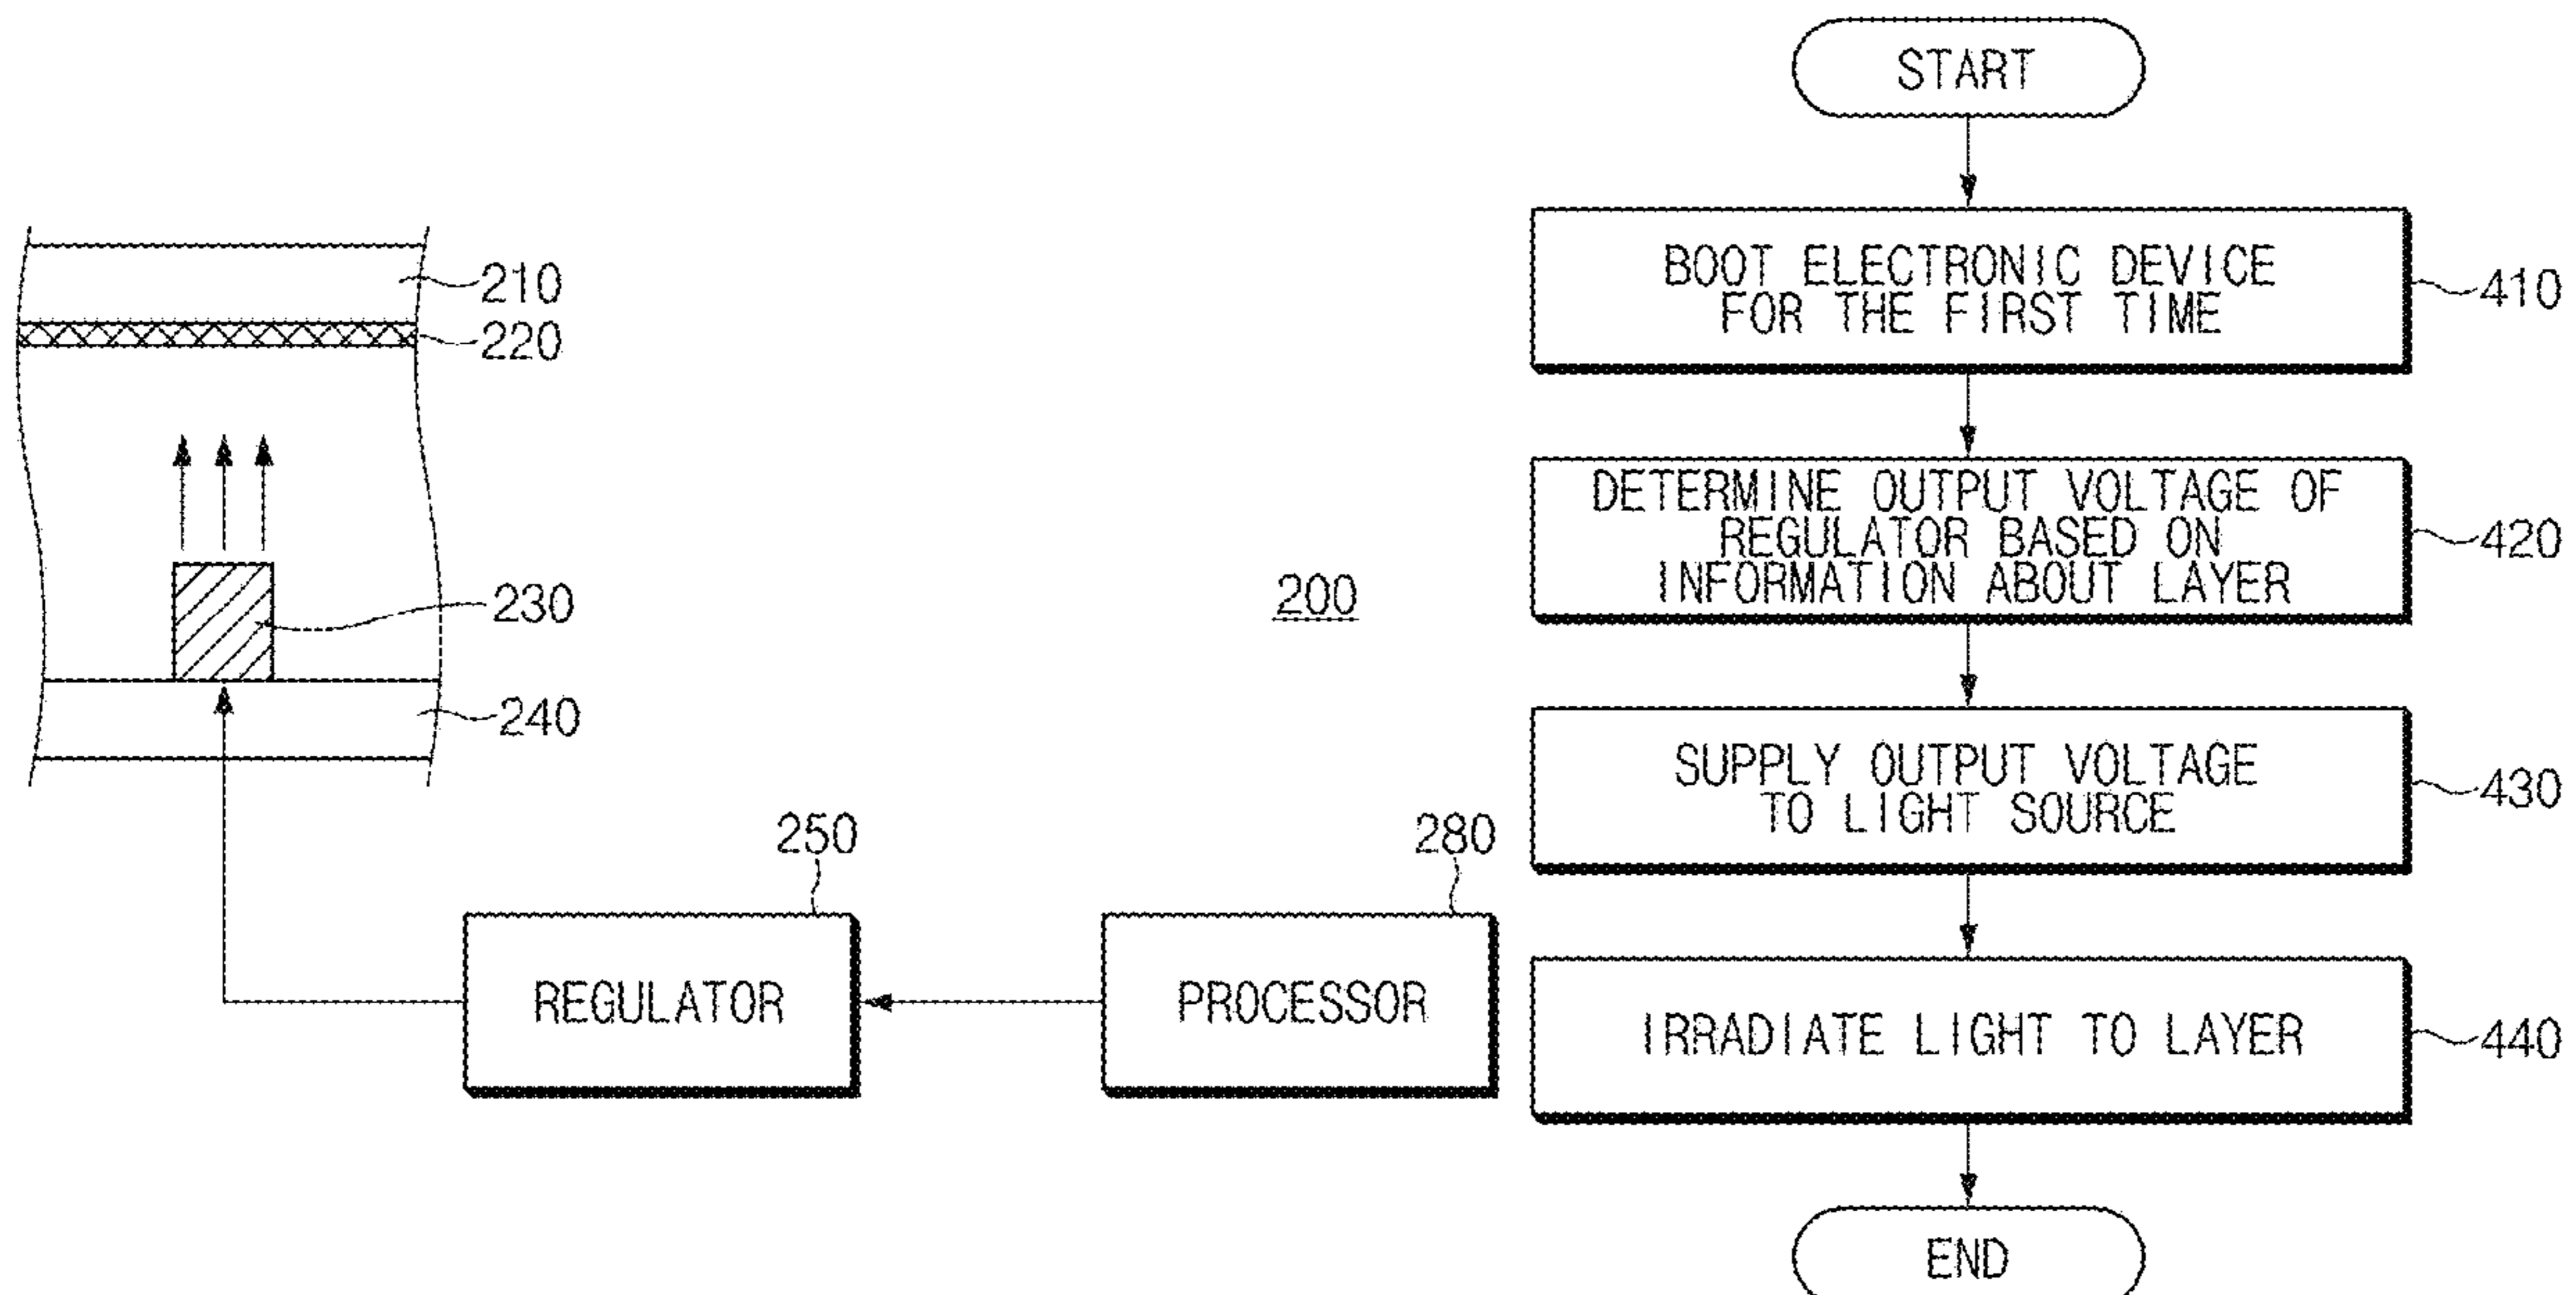 210
220
230
240
200
250
280
REGULATOR
PROCESSOR
START
BOOT ELECTRONIC DEVICE
FOR THE FIRST TIME
410
DETERMINE OUTPUT VOLTAGE OF
REGULATOR BASED ON
INFORMATION ABOUT LAYER
420
SUPPLY OUTPUT VOLTAGE
TO LIGHT SOURCE
430
IRRADIATE LIGHT TO LAYER
440
END